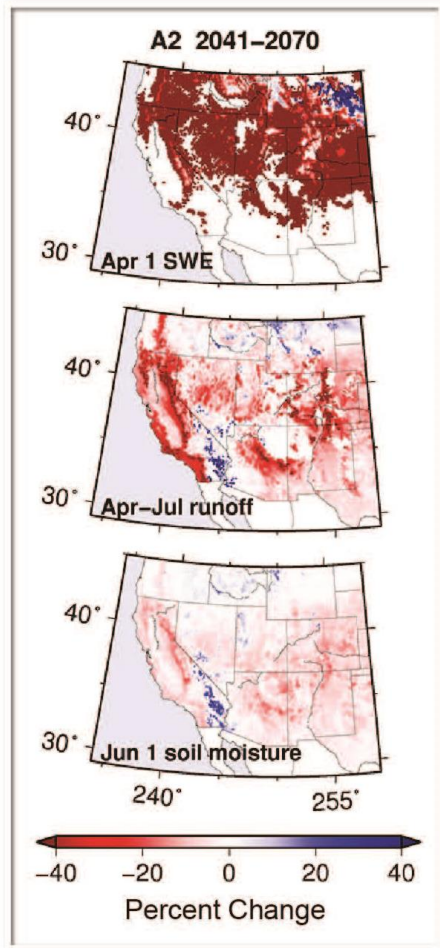 A2 2041–2070
40˚
30˚
Apr 1 SWE
40˚
30˚
Apr–Jul runoff
40˚
30˚
Jun 1 soil moisture
240˚ 255˚
−40 −20 0 20 40
Percent Change